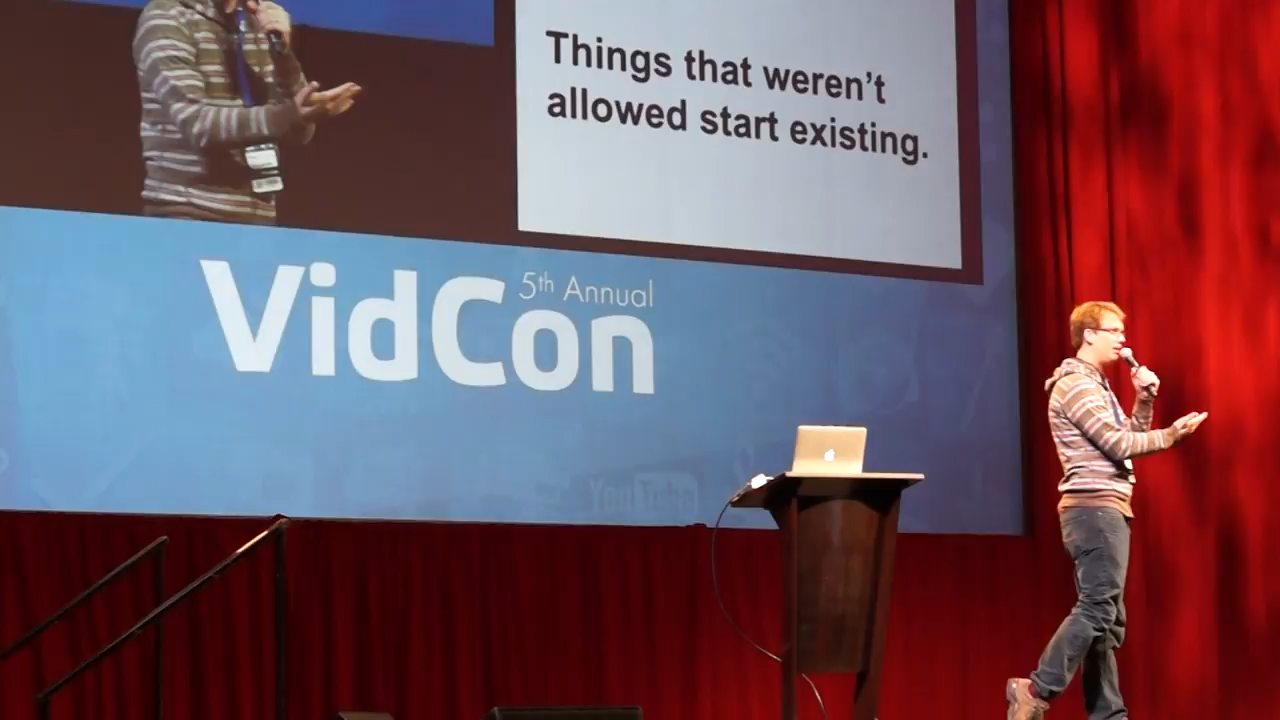 Things that weren't
allowed start existing.
5th Annual
VidCon
YouTube